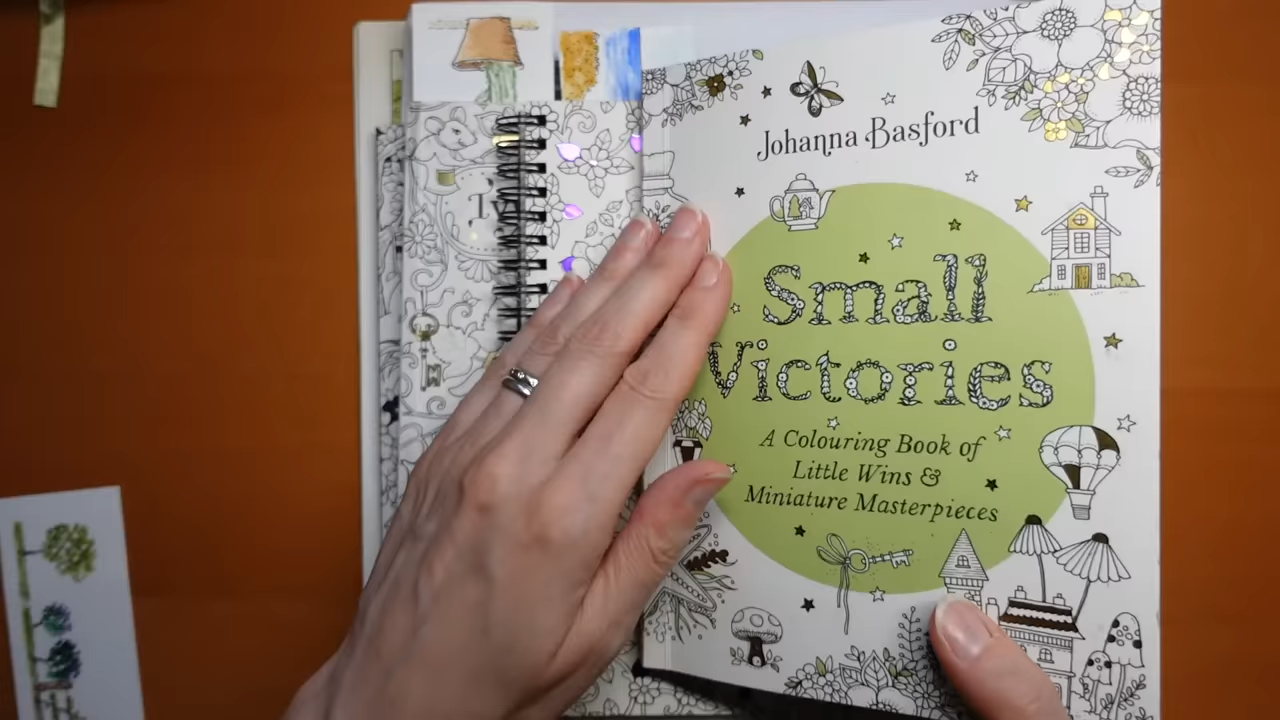 Johanna Basford
Small
Victories
A Colouring Book of
Little Wins &
Miniature Masterpieces